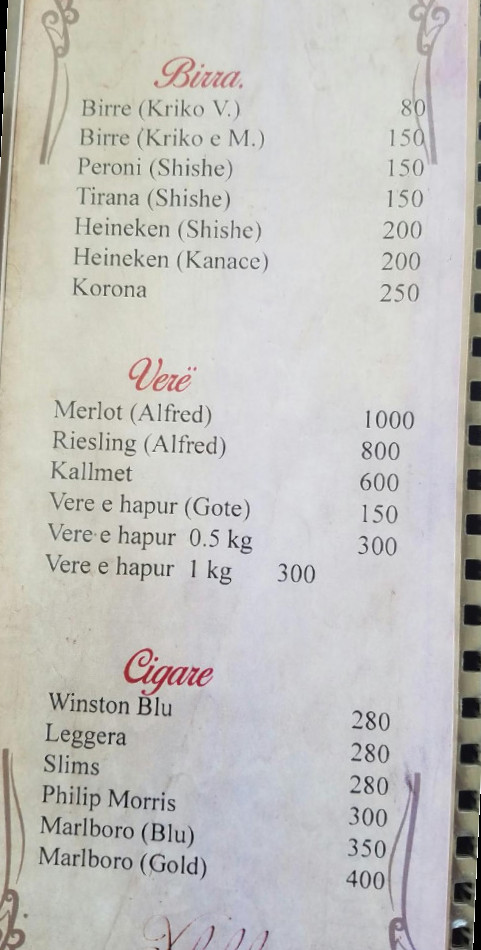 Birra.
Birre (Kriko V.) 80
Birre (Kriko e M.) 150
Peroni (Shishe) 150
Tirana (Shishe) 150
Heineken (Shishe) 200
Heineken (Kanace) 200
Korona 250
Verë
Merlot (Alfred) 1000
Riesling (Alfred) 800
Kallmet 600
Vere e hapur (Gote) 150
Vere e hapur 0.5 kg 300
Vere e hapur 1 kg 300
Cigare
Winston Blu 280
Leggera 280
Slims 280
Philip Morris 300
Marlboro (Blu) 350
Marlboro (Gold) 400